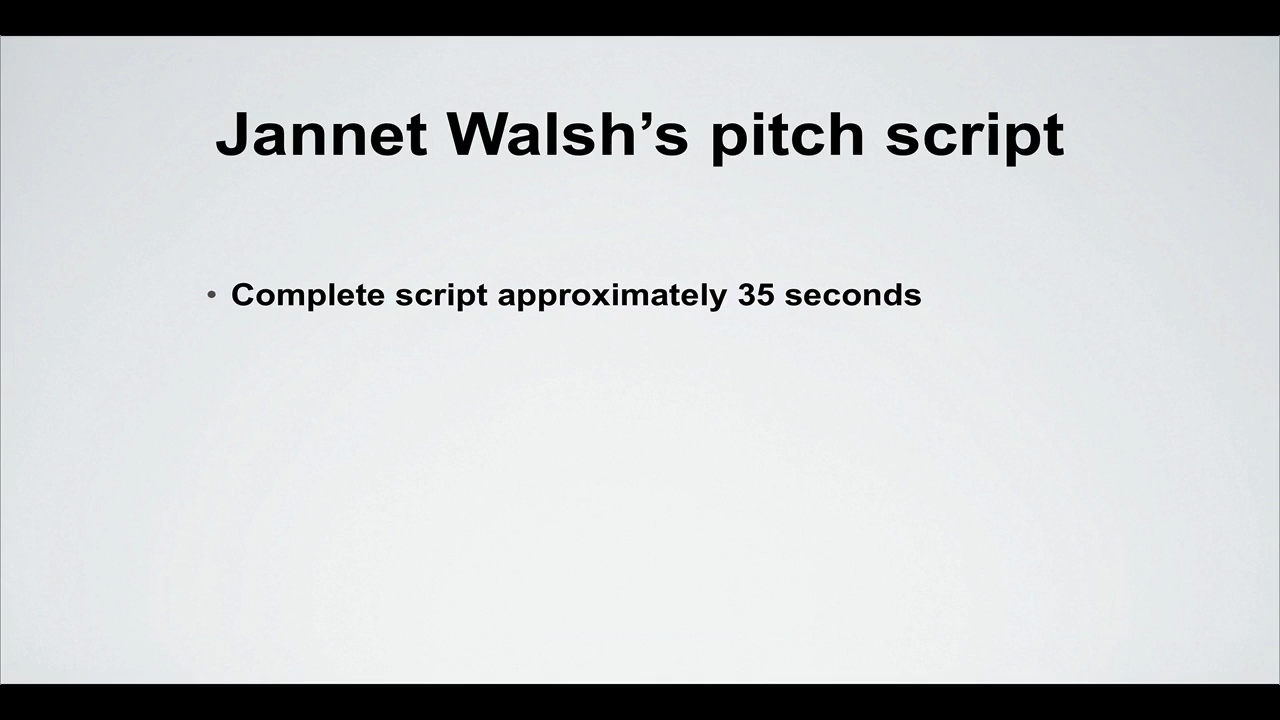 Jannet Walsh’s pitch script
• Complete script approximately 35 seconds